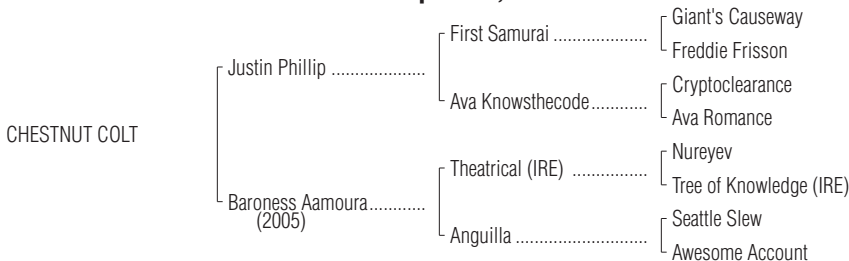 Giant's Causeway
First Samurai ....................
Freddie Frisson
Justin Phillip ....................
Cryptoclearance
Ava Knowsthecode............
Ava Romance
CHESTNUT COLT
Nureyev
Theatrical (IRE) ................
Tree of Knowledge (IRE)
Baroness Aamoura............
(2005)
Seattle Slew
Anguilla ............................
Awesome Account